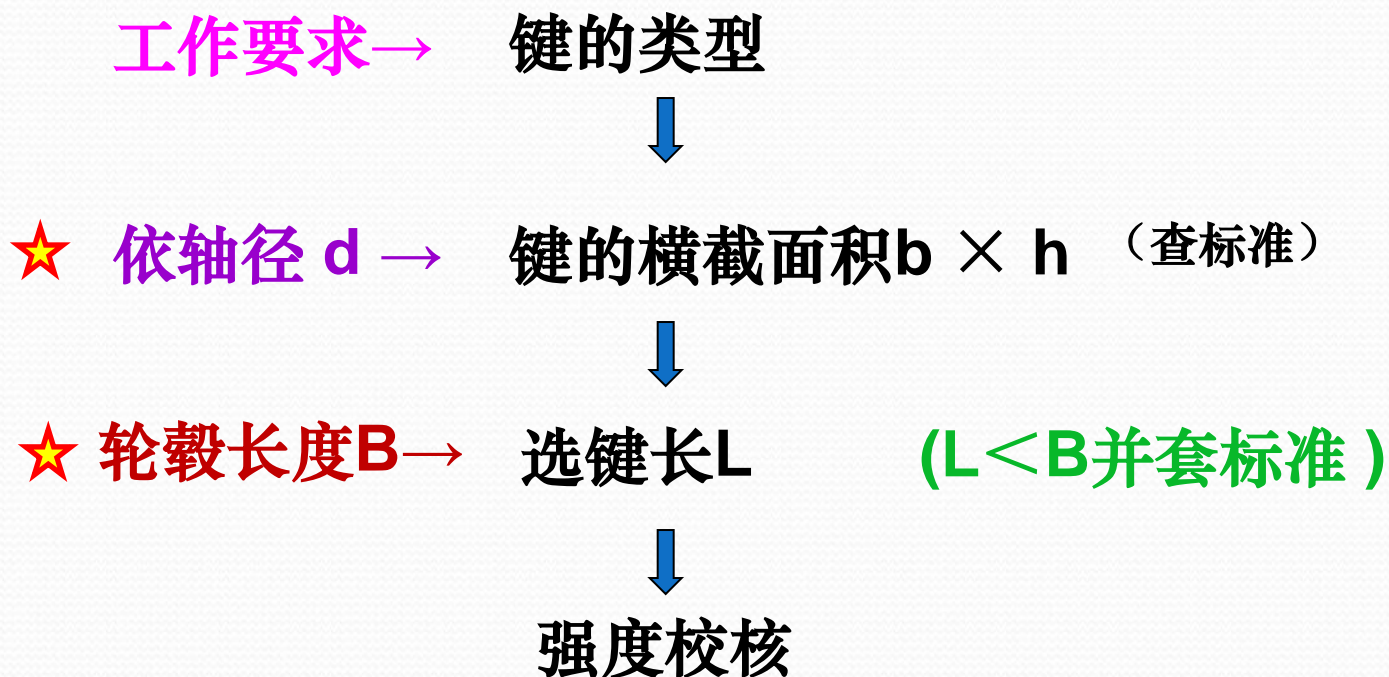 工作要求→ 键的类型
依轴径 d → 键的横截面积b × h （查标准）
轮毂长度B→ 选键长L (L＜B并套标准 )
强度校核